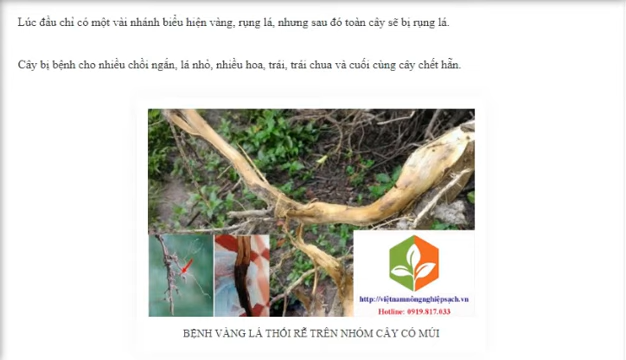 Lúc đầu chỉ có một vài nhánh biểu hiện vàng, rụng lá, nhưng sau đó toàn cây sẽ bị rụng lá.
Cây bị bệnh cho nhiều chồi ngắn, lá nhỏ, nhiều hoa, trái, trái chua và cuối cùng cây chết hẳn.
http://việtnamnôngnghiệpsạch.vn
Hotline: 0919.817.033
BỆNH VÀNG LÁ THỐI RỄ TRÊN NHÓM CÂY CÓ MÚI